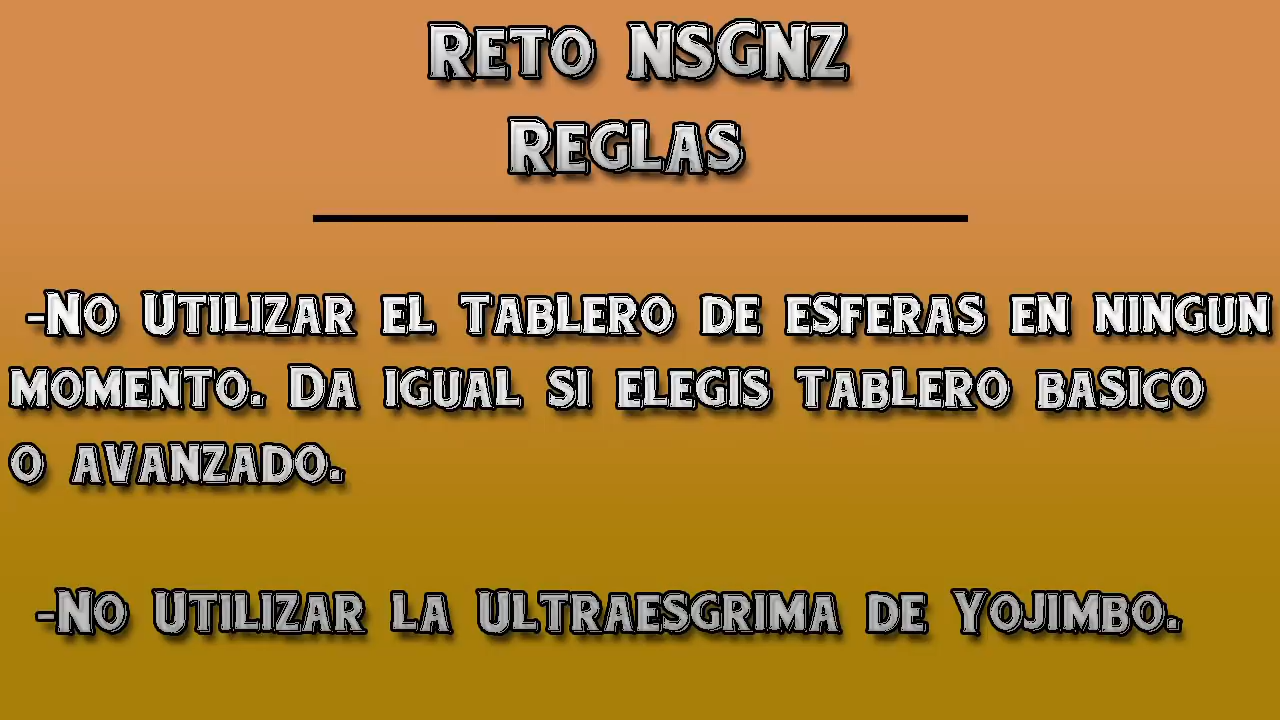 Reto NSGNZ
Reglas
-No Utilizar el tablero de esferas en ningun
momento. Da igual si elegis tablero basico
o avanzado.
-No Utilizar la Ultraesgrima de Yojimbo.